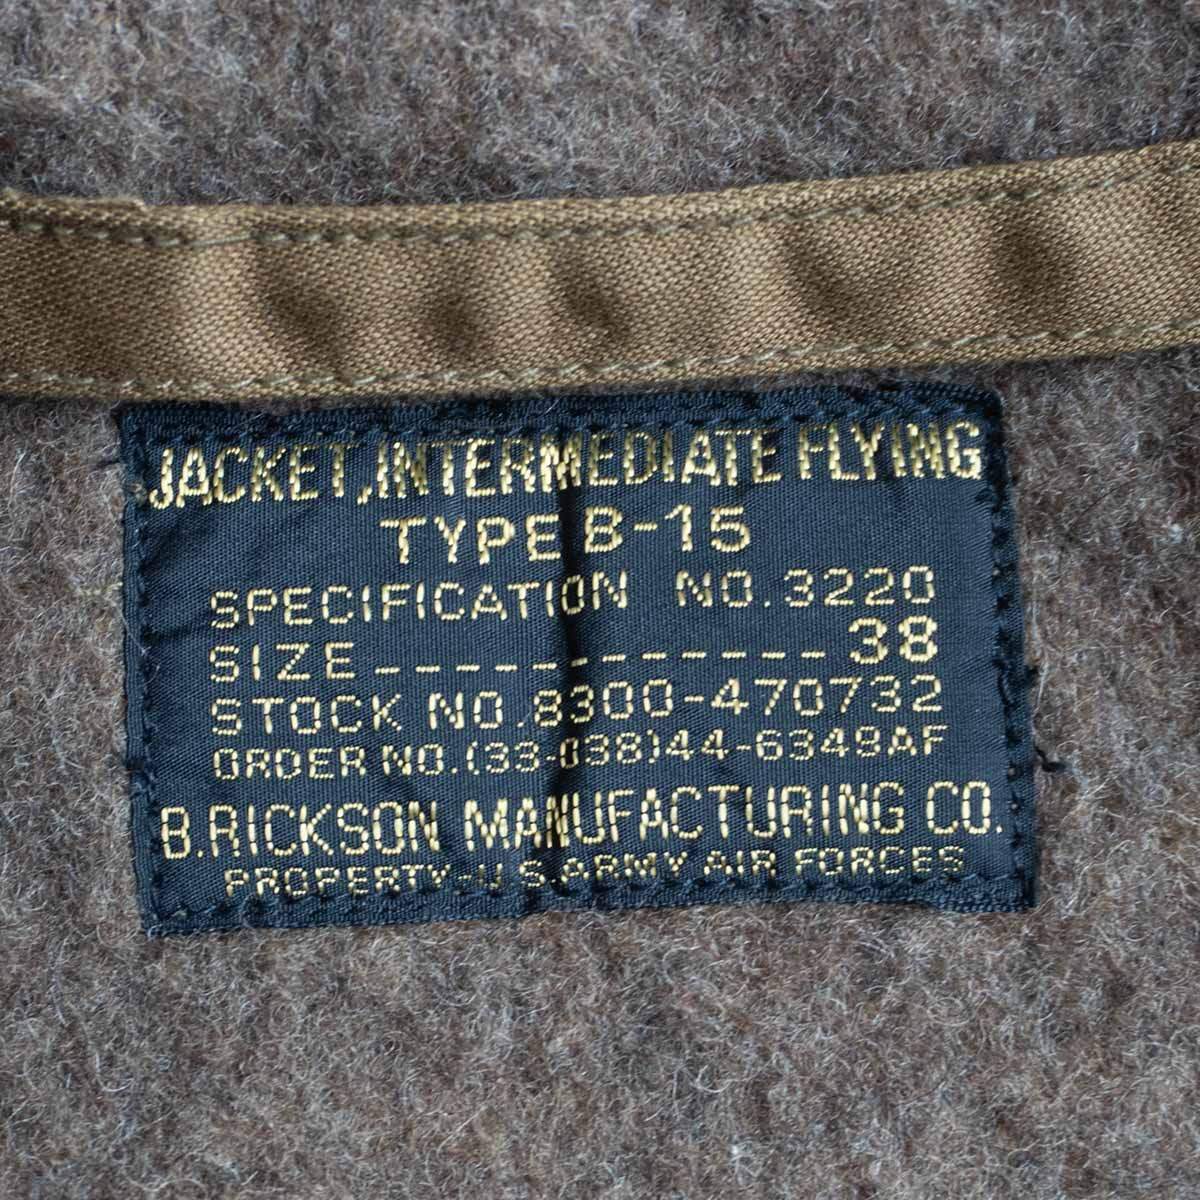 JACKET, INTERMEDIATE FLYING
TYPE B-15
SPECIFICATION NO. 3220
SIZE ------------- 38
STOCK NO. 8300-470732
ORDER NO. (33-038) 44-6349AF
B. RICKSON MANUFACTURING CO.
PROPERTY-U S. ARMY AIR FORCES